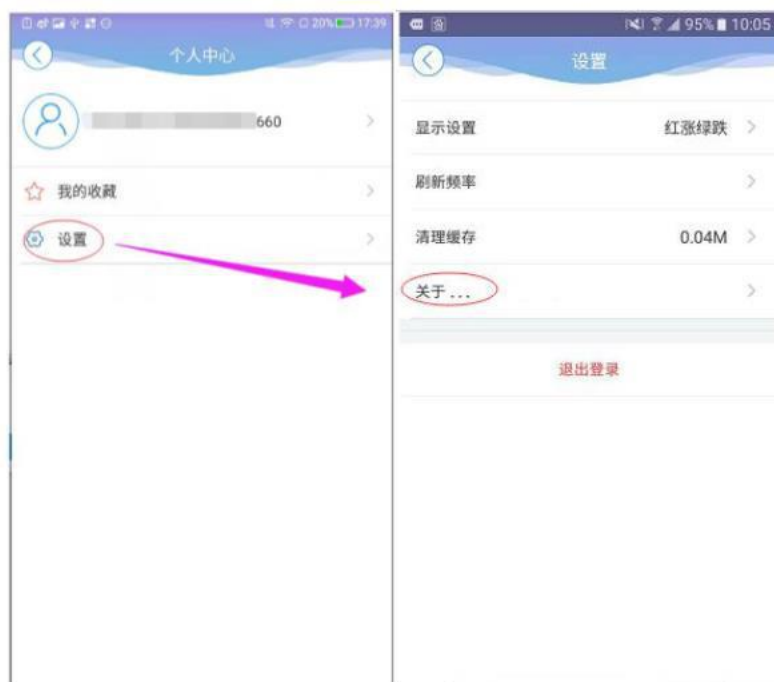 20% 17:39
个人中心
660
我的收藏
设置
95% 10:05
设置
显示设置 红涨绿跌
刷新频率
清理缓存 0.04M
关于 ...
退出登录